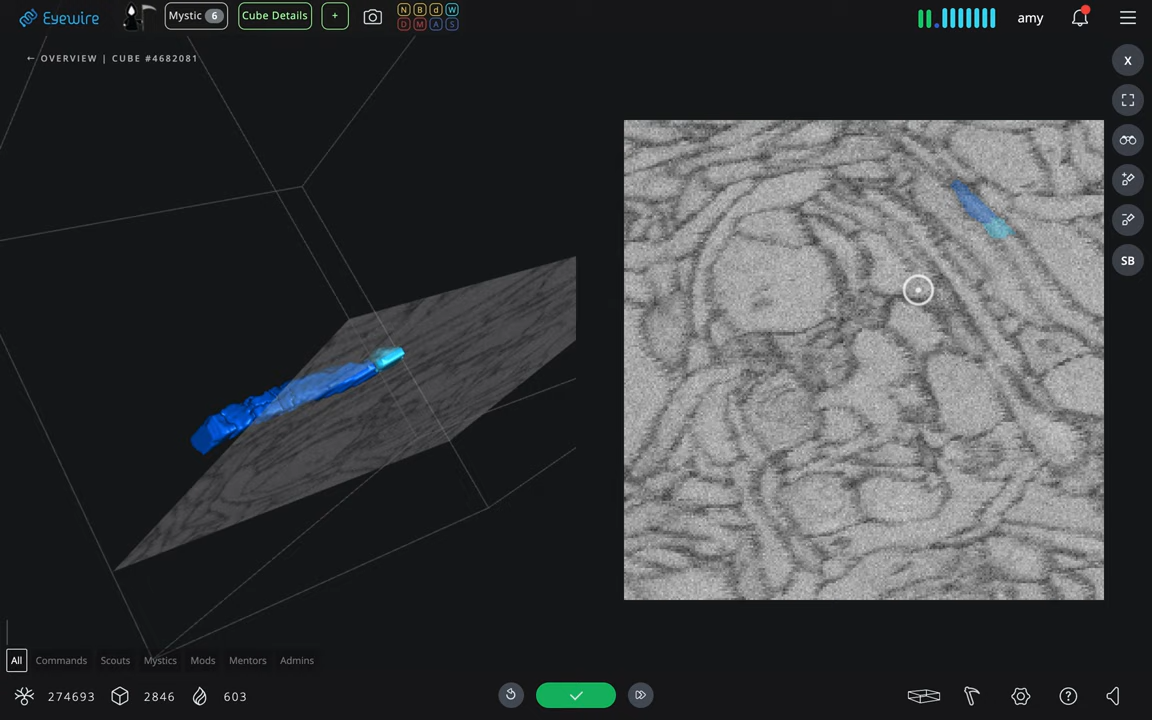 Eyewire
Mystic 6
Cube Details
+
N B d W
D M A S
amy
← OVERVIEW | CUBE #4682081
X
SB
All
Commands
Scouts
Mystics
Mods
Mentors
Admins
274693
2846
603
?